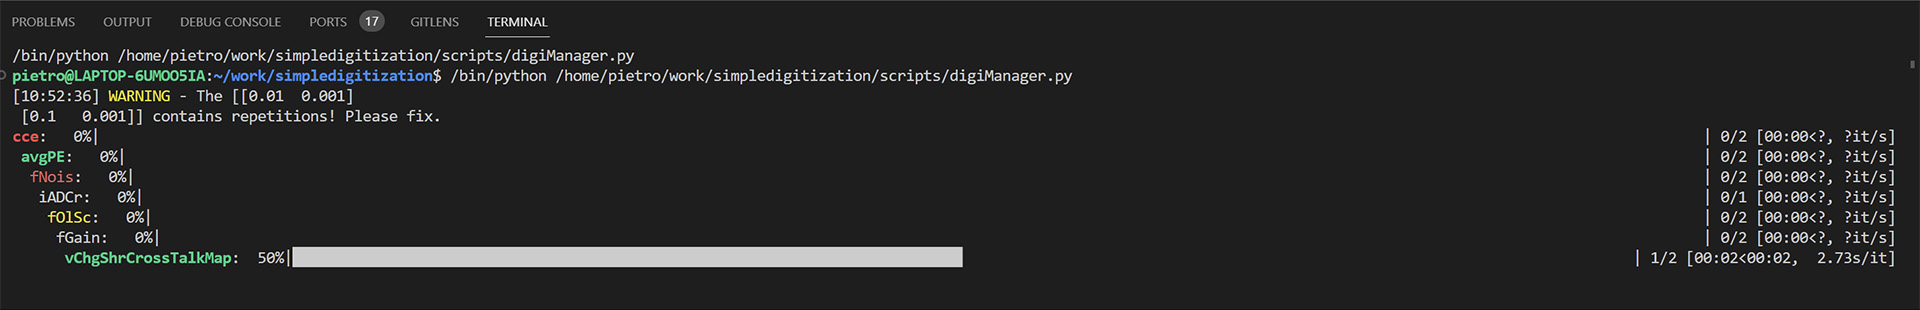 PROBLEMS OUTPUT DEBUG CONSOLE PORTS 17 GITLENS TERMINAL
/bin/python /home/pietro/work/simpledigitization/scripts/digiManager.py
pietro@LAPTOP-6UMOO5IA:~/work/simpledigitization$ /bin/python /home/pietro/work/simpledigitization/scripts/digiManager.py
[10:52:36] WARNING - The [[0.01  0.001]
 [0.1   0.001]] contains repetitions! Please fix.
cce:   0%| | 0/2 [00:00<?, ?it/s]
 avgPE:   0%| | 0/2 [00:00<?, ?it/s]
  fNois:   0%| | 0/2 [00:00<?, ?it/s]
   iADCr:   0%| | 0/1 [00:00<?, ?it/s]
    fOlSc:   0%| | 0/2 [00:00<?, ?it/s]
     fGain:   0%| | 0/2 [00:00<?, ?it/s]
      vChgShrCrossTalkMap:  50%| | 1/2 [00:02<00:02,  2.73s/it]